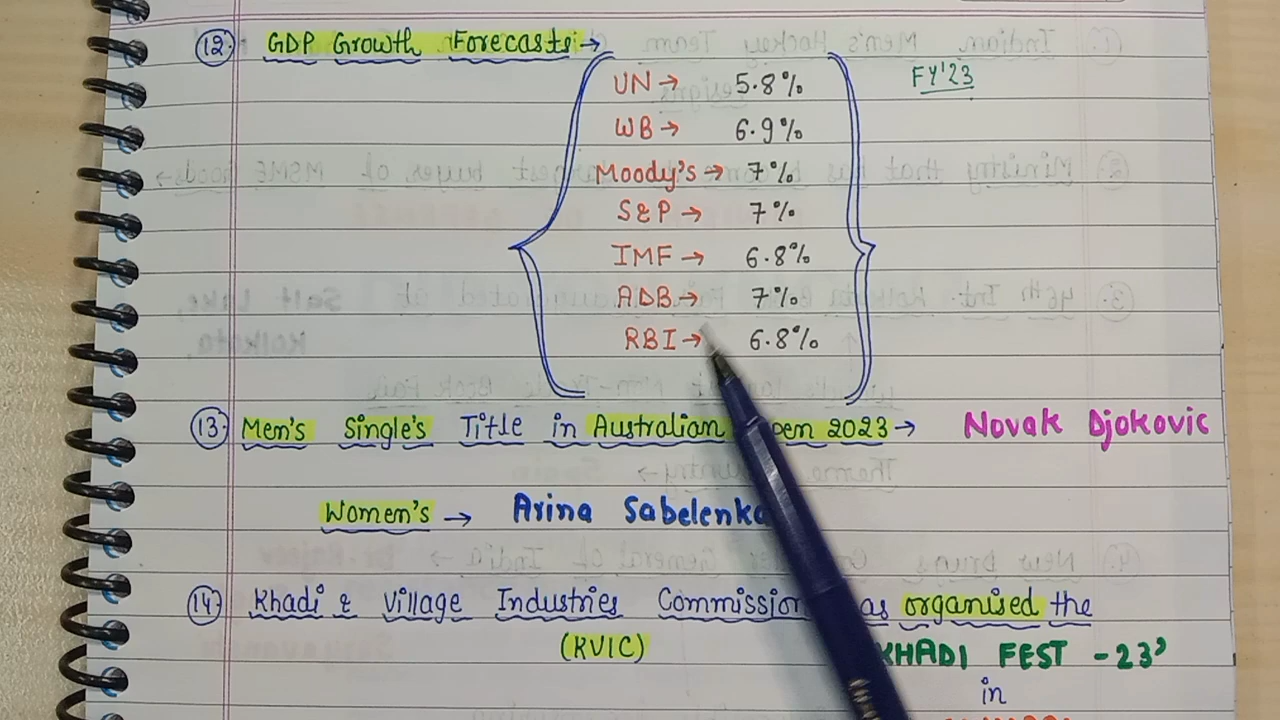 12. GDP Growth Forecasts→
FY'23
UN → 5.8%
WB → 6.9%
Moody's → 7%
S&P → 7%
IMF → 6.8%
ADB → 7%
RBI → 6.8%
13. Men's Single's Title in Australian pen 2023 → Novak Djokovic
Women's → Arina Sabelenka
14. Khadi & Village Industries Commission as organised the
(KVIC) KHADI FEST -23'
in